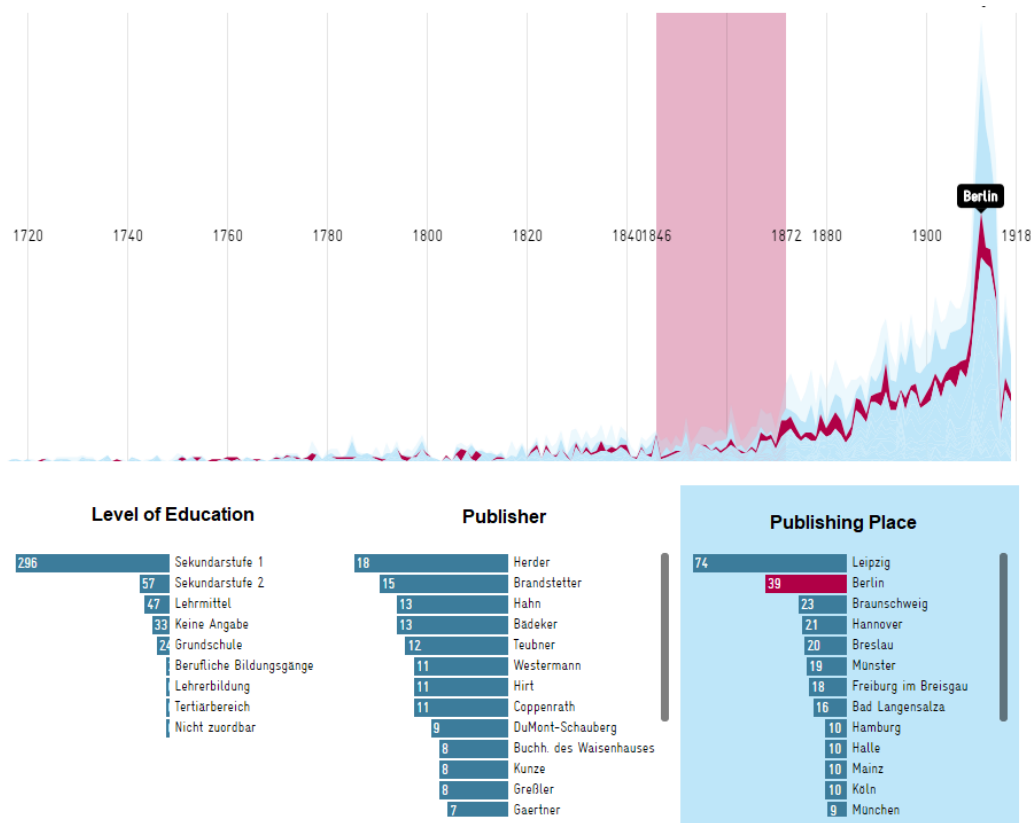 Berlin
1720 1740 1760 1780 1800 1820 1840 1846 1872 1880 1900 1918
Level of Education
296 Sekundarstufe 1
57 Sekundarstufe 2
47 Lehrmittel
33 Keine Angabe
24 Grundschule
Berufliche Bildungsgänge
Lehrerbildung
Tertiärbereich
Nicht zuordbar
Publisher
18 Herder
15 Brandstetter
13 Hahn
13 Bädeker
12 Teubner
11 Westermann
11 Hirt
11 Coppenrath
9 DuMont-Schauberg
8 Buchh. des Waisenhauses
8 Kunze
8 Greßler
7 Gaertner
Publishing Place
74 Leipzig
39 Berlin
23 Braunschweig
21 Hannover
20 Breslau
19 Münster
18 Freiburg im Breisgau
16 Bad Langensalza
10 Hamburg
10 Halle
10 Mainz
10 Köln
9 München